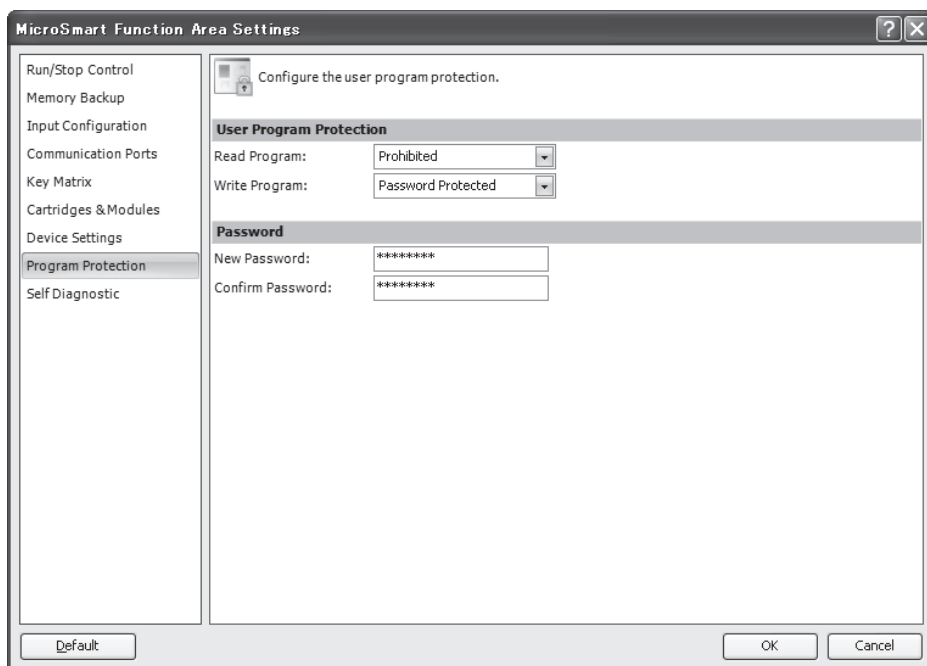 MicroSmart Function Area Settings
Run/Stop Control
Memory Backup
Input Configuration
Communication Ports
Key Matrix
Cartridges & Modules
Device Settings
Program Protection
Self Diagnostic
Configure the user program protection.
User Program Protection
Read Program: Prohibited
Write Program: Password Protected
Password
New Password: ********
Confirm Password: ********
Default
OK Cancel